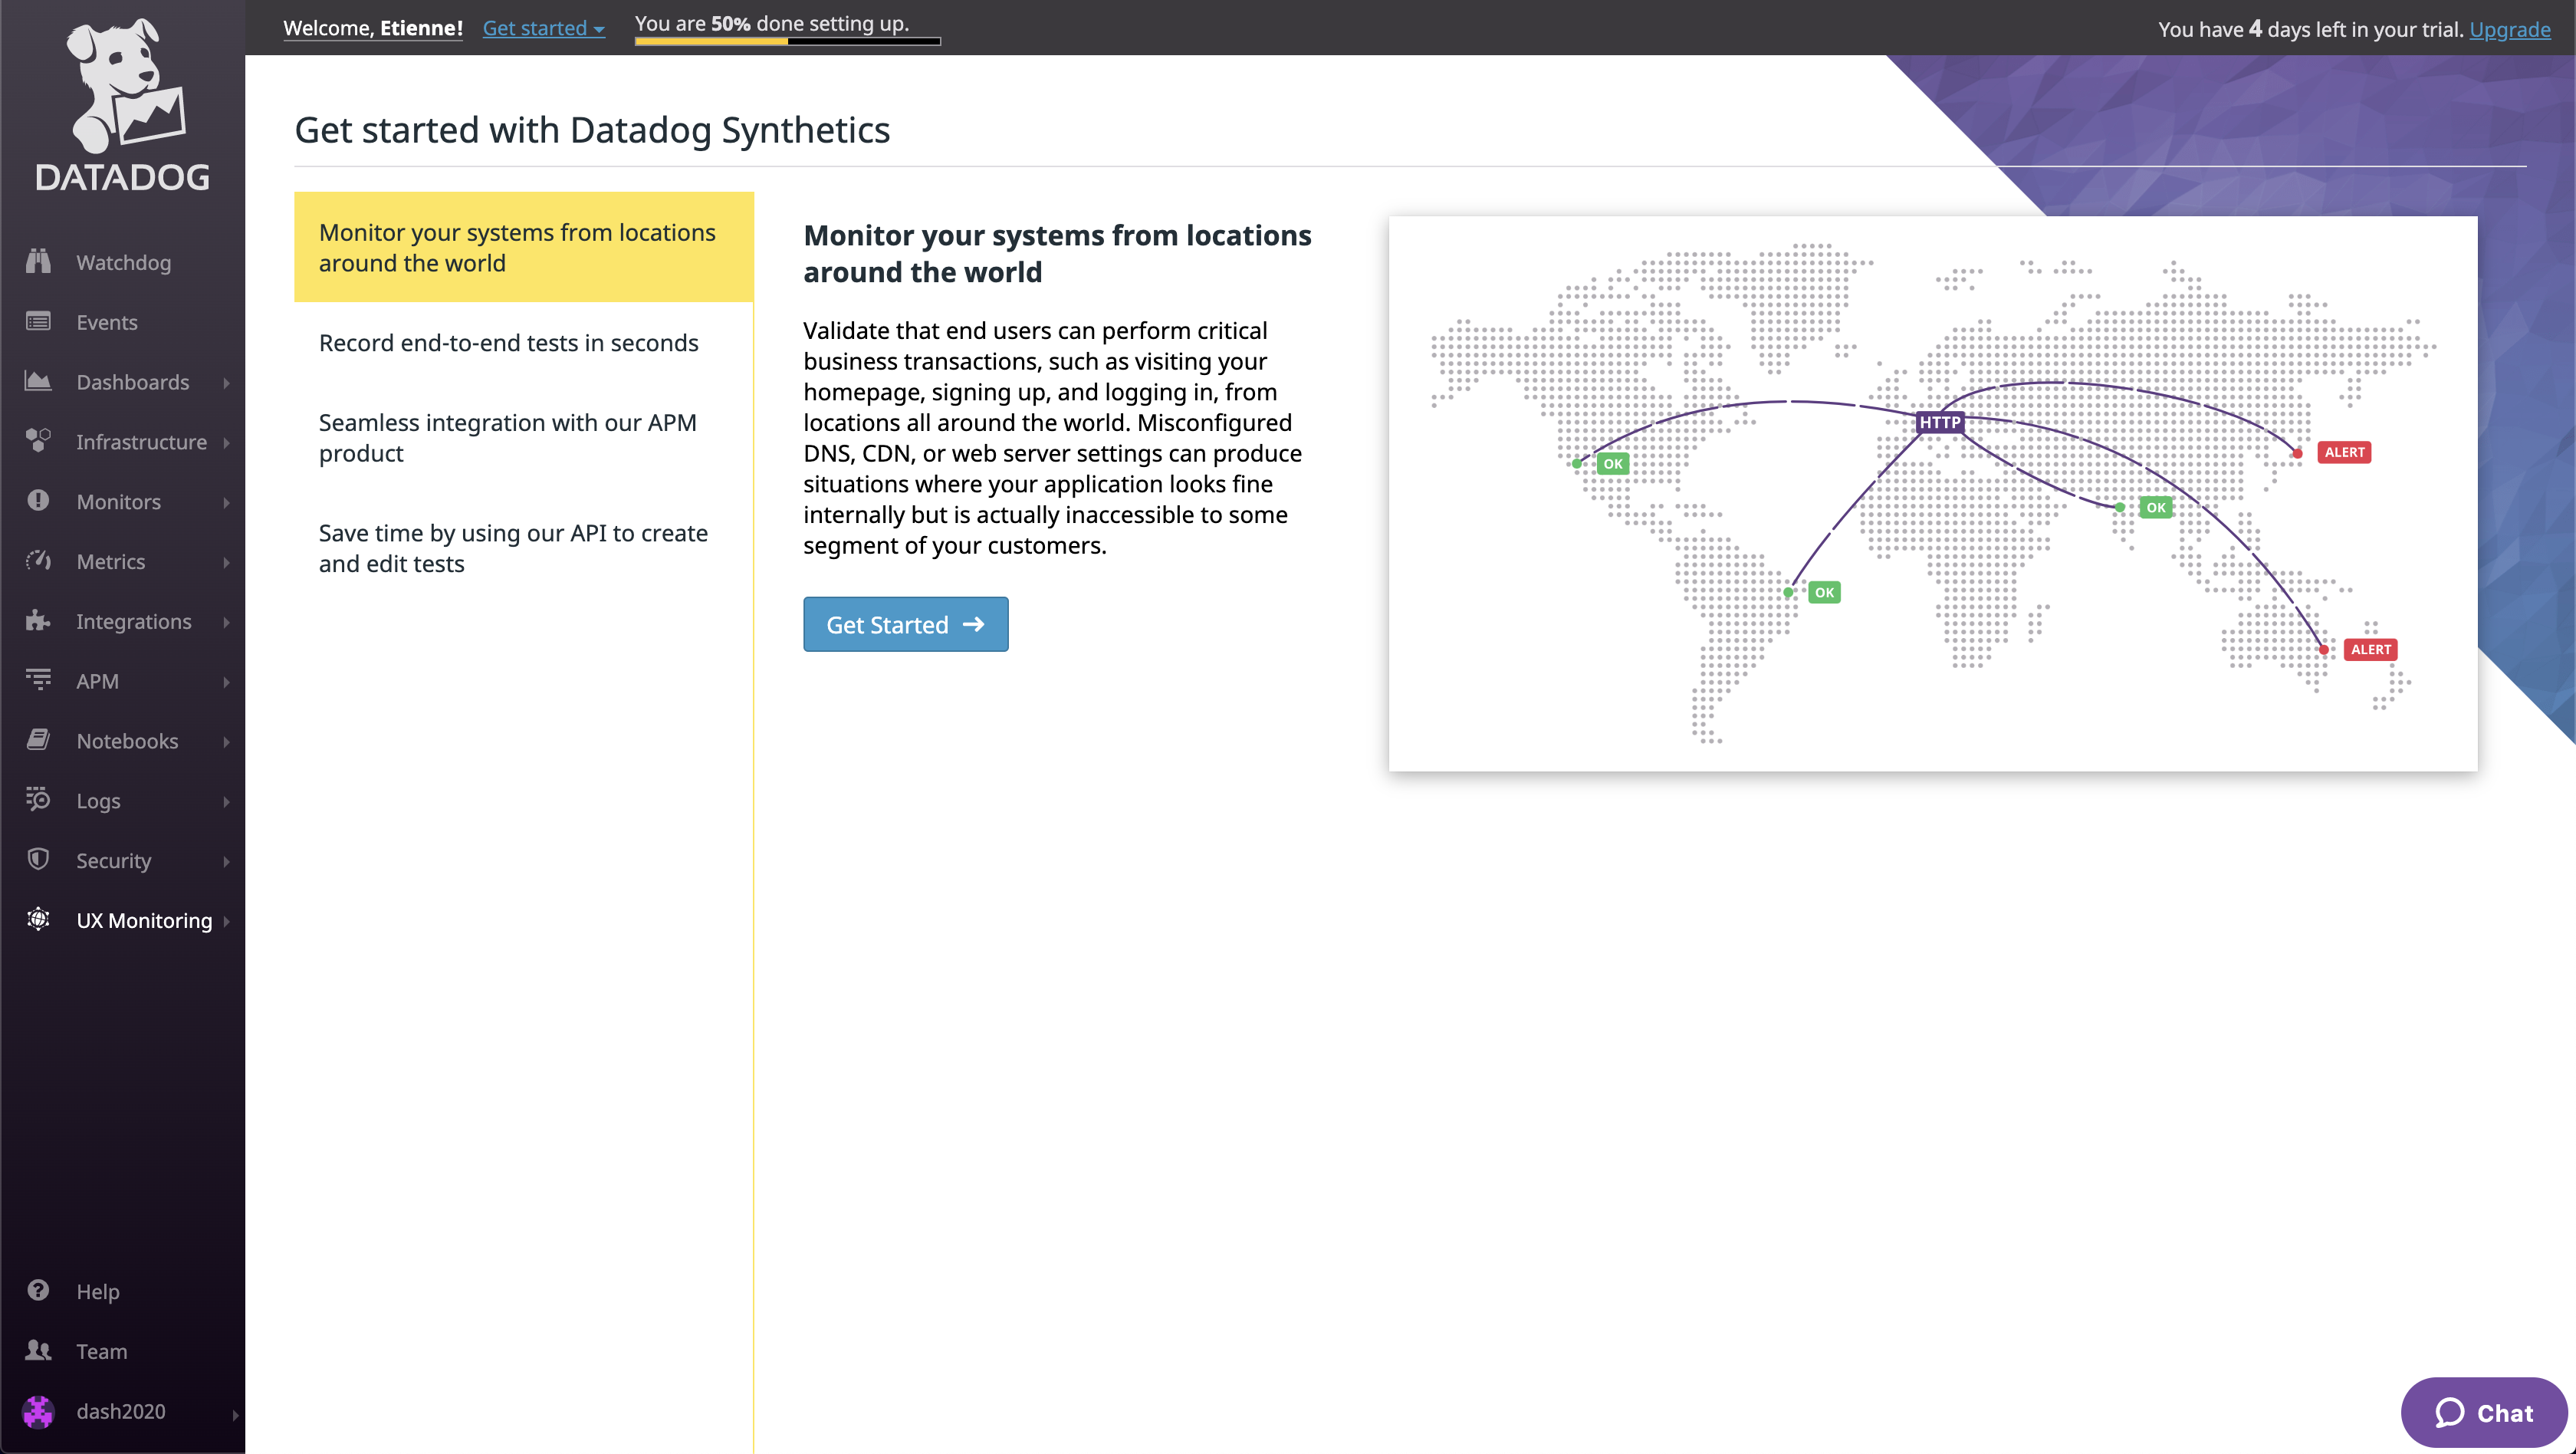 DATADOG
Watchdog
Events
Dashboards
Infrastructure
Monitors
Metrics
Integrations
APM
Notebooks
Logs
Security
UX Monitoring
Help
Team
dash2020
Welcome, Etienne! Get started You are 50% done setting up.
You have 4 days left in your trial. Upgrade
Get started with Datadog Synthetics
Monitor your systems from locations
around the world
Record end-to-end tests in seconds
Seamless integration with our APM
product
Save time by using our API to create
and edit tests
Monitor your systems from locations
around the world
Validate that end users can perform critical
business transactions, such as visiting your
homepage, signing up, and logging in, from
locations all around the world. Misconfigured
DNS, CDN, or web server settings can produce
situations where your application looks fine
internally but is actually inaccessible to some
segment of your customers.
Get Started
HTTP
ALERT
OK
OK
OK
ALERT
Chat